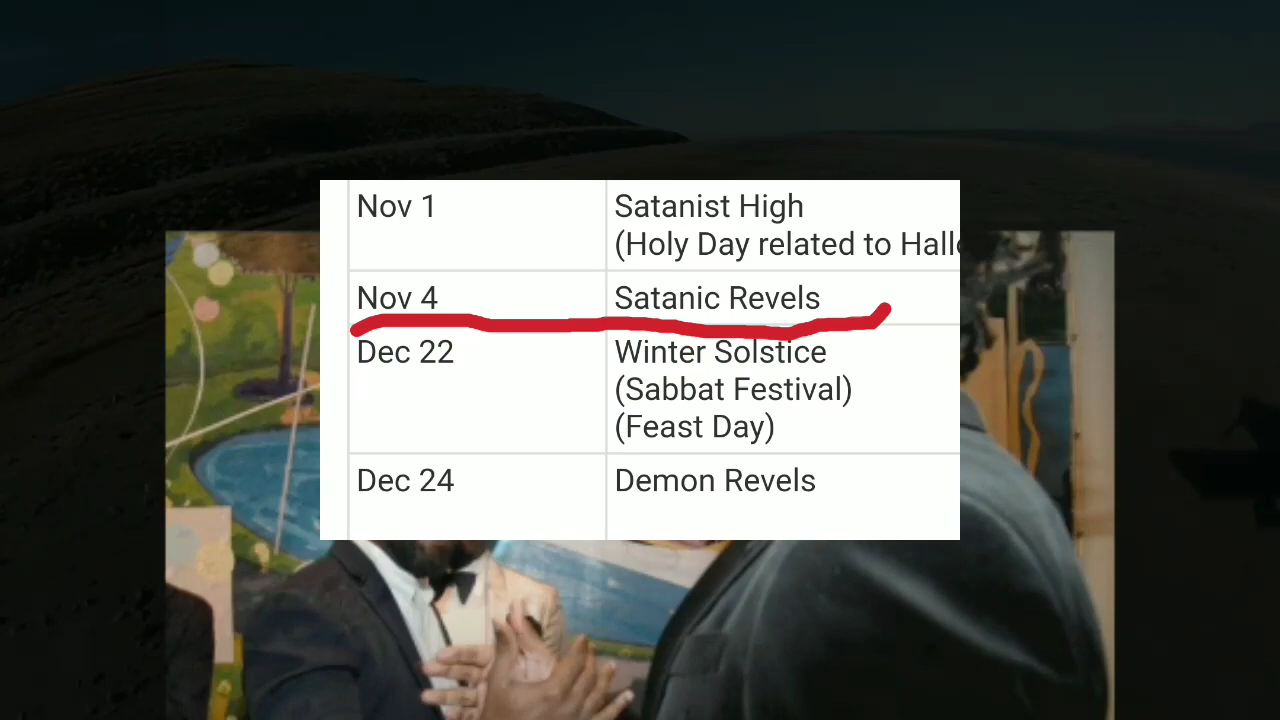 Nov 1
Satanist High
(Holy Day related to Hall
Nov 4
Satanic Revels
Dec 22
Winter Solstice
(Sabbat Festival)
(Feast Day)
Dec 24
Demon Revels